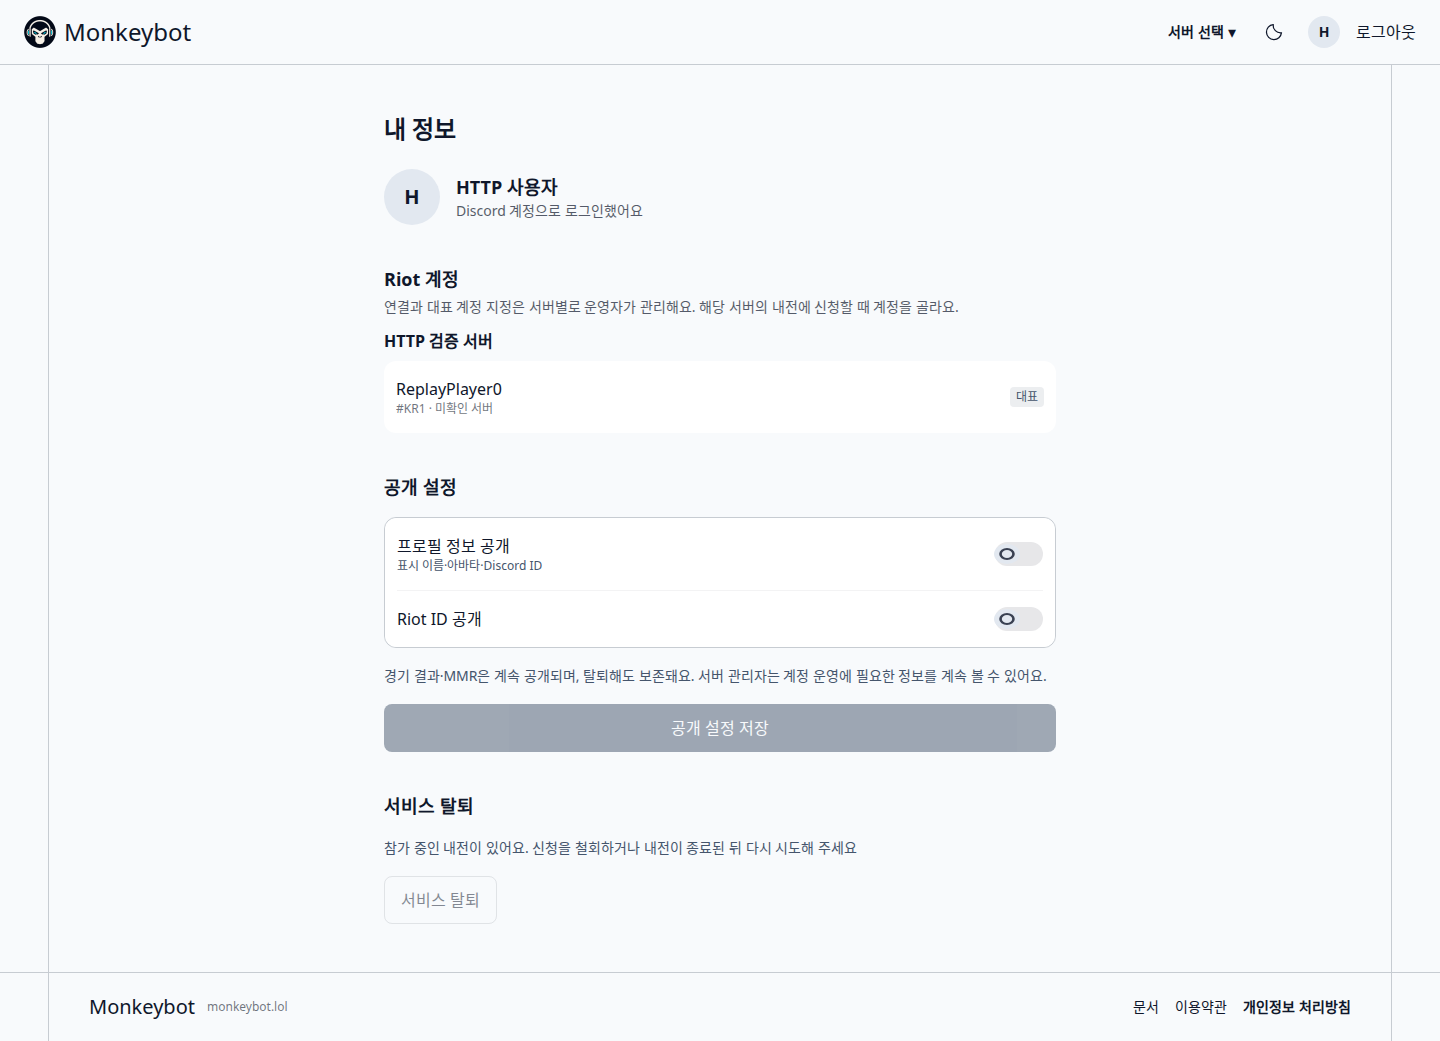 Monkeybot
서버 선택 ▾
H
로그아웃
내 정보
H
HTTP 사용자
Discord 계정으로 로그인했어요
Riot 계정
연결과 대표 계정 지정은 서버별로 운영자가 관리해요. 해당 서버의 내전에 신청할 때 계정을 골라요.
HTTP 검증 서버
ReplayPlayer0
#KR1 · 미확인 서버
대표
공개 설정
프로필 정보 공개
표시 이름·아바타·Discord ID
Riot ID 공개
경기 결과·MMR은 계속 공개되며, 탈퇴해도 보존돼요. 서버 관리자는 계정 운영에 필요한 정보를 계속 볼 수 있어요.
공개 설정 저장
서비스 탈퇴
참가 중인 내전이 있어요. 신청을 철회하거나 내전이 종료된 뒤 다시 시도해 주세요
서비스 탈퇴
Monkeybot
monkeybot.lol
문서
이용약관
개인정보 처리방침